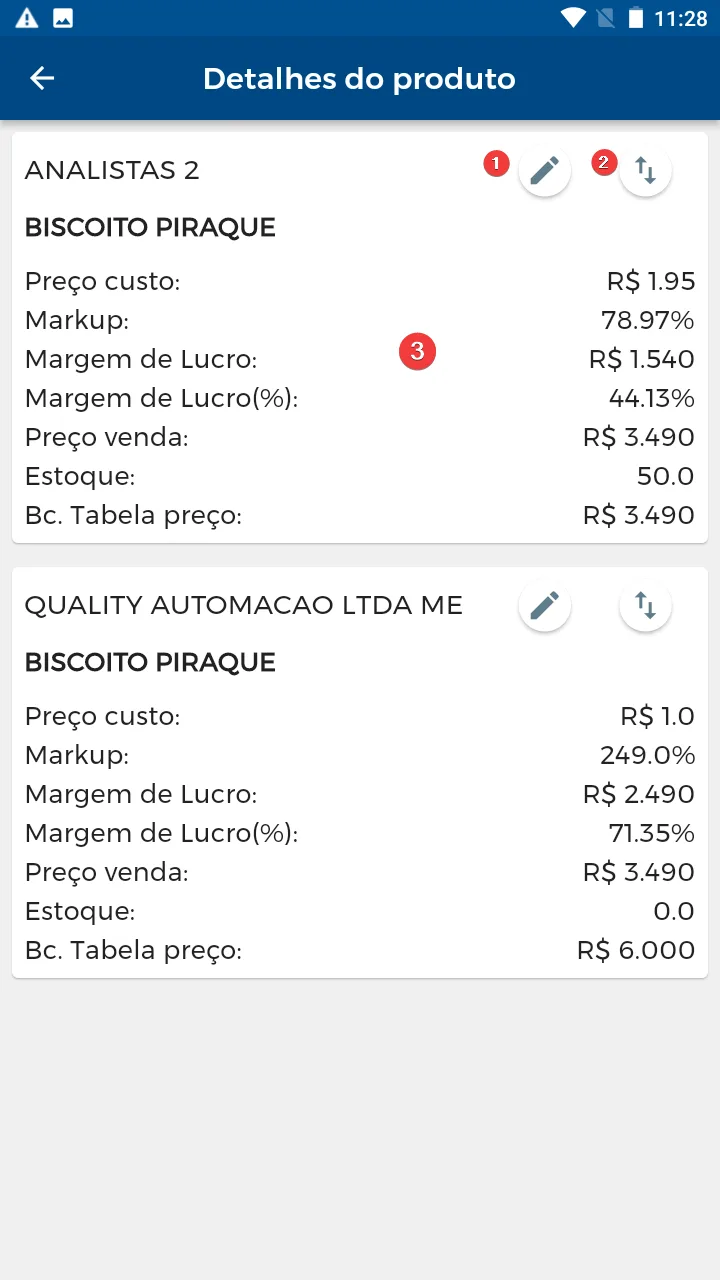 11:28
Detalhes do produto
ANALISTAS 2 1 2
BISCOITO PIRAQUE
Preço custo: R$ 1.95
Markup: 78.97%
3
Margem de Lucro: R$ 1.540
Margem de Lucro(%): 44.13%
Preço venda: R$ 3.490
Estoque: 50.0
Bc. Tabela preço: R$ 3.490
QUALITY AUTOMACAO LTDA ME
BISCOITO PIRAQUE
Preço custo: R$ 1.0
Markup: 249.0%
Margem de Lucro: R$ 2.490
Margem de Lucro(%): 71.35%
Preço venda: R$ 3.490
Estoque: 0.0
Bc. Tabela preço: R$ 6.000